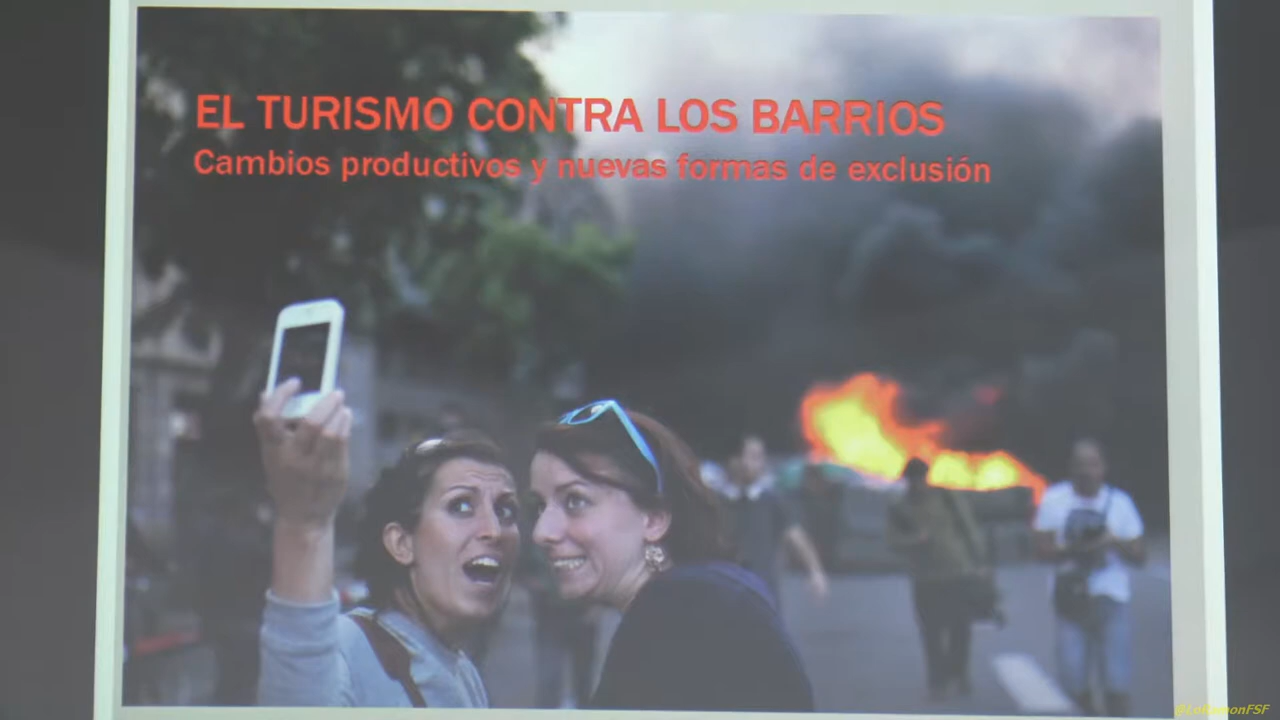 EL TURISMO CONTRA LOS BARRIOS
Cambios productivos y nuevas formas de exclusión